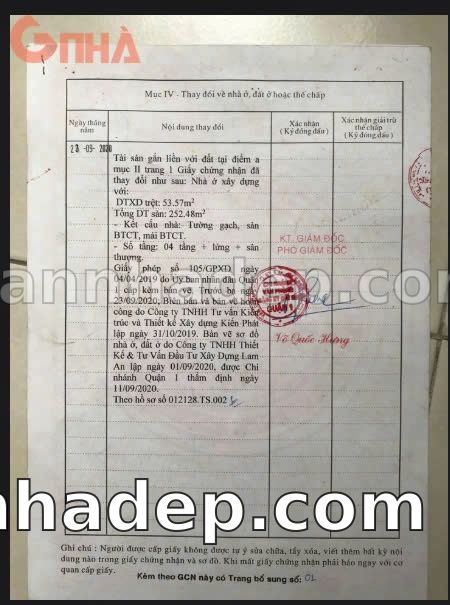 GNHÀ
Mục IV - Thay đổi về nhà ở, đất ở hoặc thế chấp
Ngày tháng năm
Nội dung thay đổi
Xác nhận
( Ký đóng dấu )
Xác nhận giải trừ
thế chấp
( Ký đóng dấu )
23 -09- 2020
Tài sản gắn liền với đất tại điểm a
mục II trang 1 Giấy chứng nhận đã
thay đổi như sau: Nhà ở xây dựng
với:
DTXD trệt: 53.57m²
Tổng DT sàn: 252.48m²
- Kết cấu nhà: Tường gạch, sàn
BTCT, mái BTCT.
- Số tầng: 04 tầng + lửng + sân
thượng.
KT. GIÁM ĐỐC
PHÓ GIÁM ĐỐC
Giấy phép số 105/GPXD ngày
04/04/2019 do Ủy ban nhân dân Quận
1 cấp kèm bản vẽ. Trước bạ ngày
23/09/2020, Biên bản và bản vẽ hoàn
công do Công ty TNHH Tư vấn Kiến
trúc và Thiết kế Xây dựng Kiến Phát
lập ngày 31/10/2019. Bản vẽ sơ đồ
nhà ở, đất ở do Công ty TNHH Thiết
Kế & Tư Vấn Đầu Tư Xây Dựng Lam
An lập ngày 01/09/2020, được Chi
nhánh Quận 1 thẩm định ngày
11/09/2020.
Theo hồ sơ số 012128.TS.002
QUẬN 1
Võ Quốc Hưng
annhadep.com
nhadep.com
Ghi chú : Người được cấp giấy không được tự ý sửa chữa, tẩy xóa, viết thêm bất kỳ nội
dung nào trong giấy chứng nhận và sơ đồ. Khi mất giấy chứng nhận phải báo ngay với cơ
quan cấp giấy.
Kèm theo GCN này có Trang bổ sung số: 01